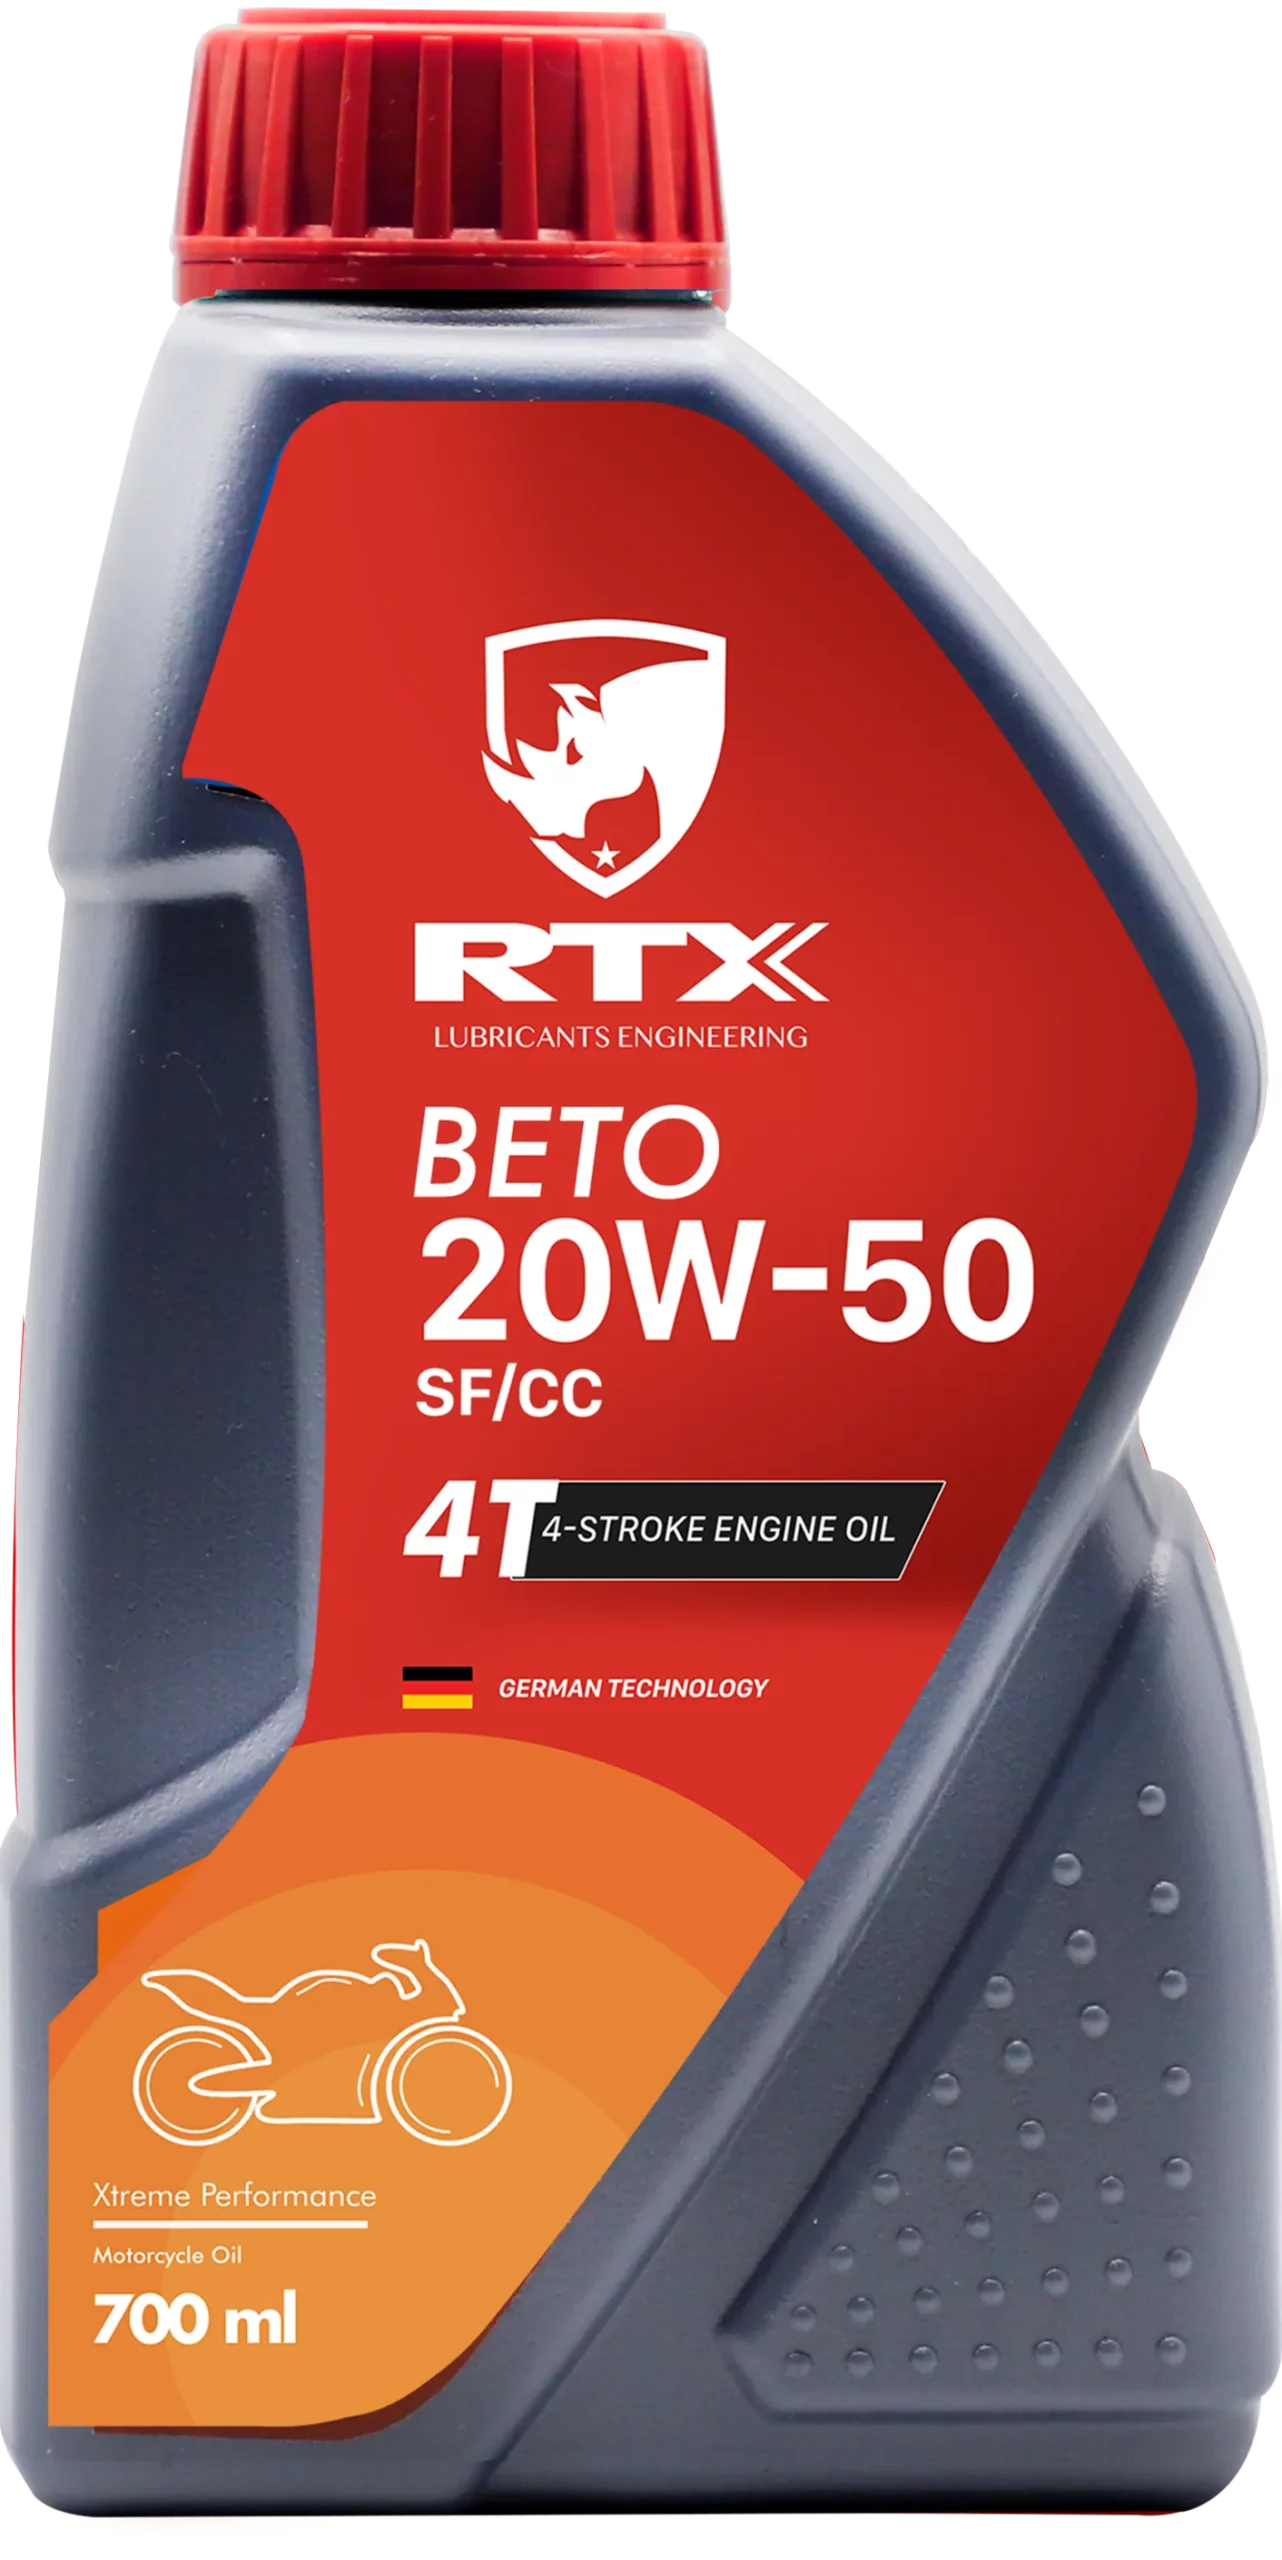 RTX
LUBRICANTS ENGINEERING
BETO
20W-50
SF/CC
4T 4-STROKE ENGINE OIL
GERMAN TECHNOLOGY
Xtreme Performance
Motorcycle Oil
700 ml